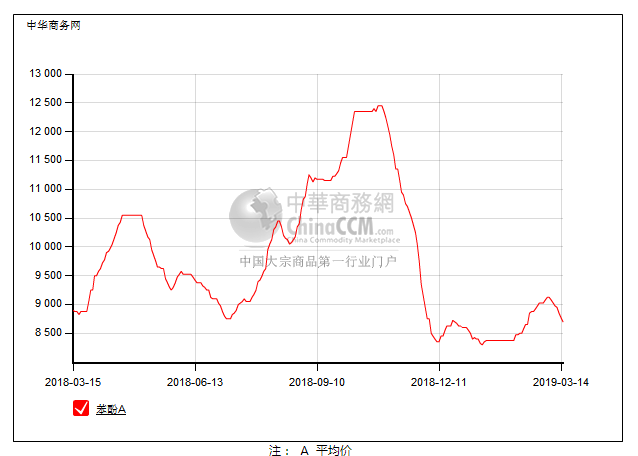 中华商务网
13 000
12 500
12 000
11 500
11 000
10 500
10 000
9 500
9 000
8 500
中華商務網
ChinaCCM.com
China Commodity Marketplace
中国大宗商品第一行业门户
2018-03-15 2018-06-13 2018-09-10 2018-12-11 2019-03-14
苯酚A
注： A 平均价